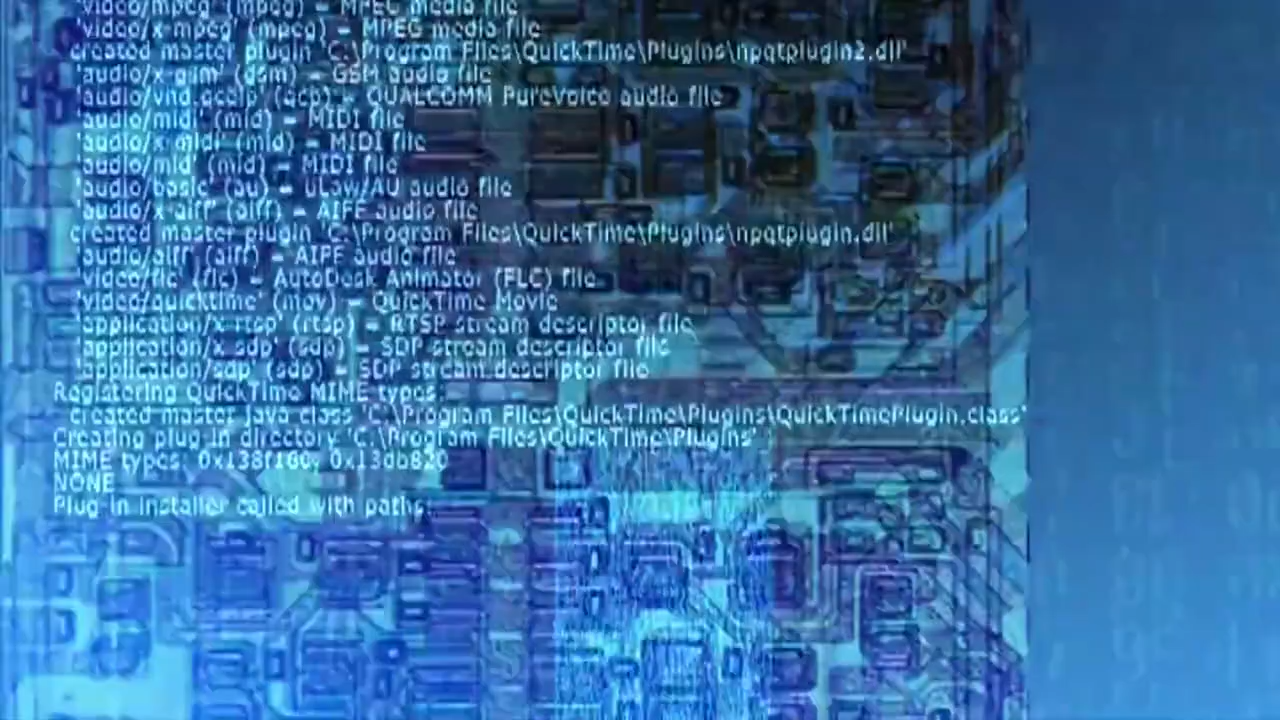 'video/mpeg' (mpeg) = MPEG media file
'video/x-mpeg' (mpeg) = MPEG media file
created master plugin 'C:\Program Files\QuickTime\Plugins\npqtplugin2.dll'
'audio/x-gsm' (gsm) = GSM audio file
'audio/vnd.qcelp' (qcp) = QUALCOMM PureVoice audio file
'audio/midi' (mid) = MIDI file
'audio/x-midi' (mid) = MIDI file
'audio/mid' (mid) = MIDI file
'audio/basic' (au) = uLaw/AU audio file
'audio/x-aiff' (aiff) = AIFF audio file
created master plugin 'C:\Program Files\QuickTime\Plugins\npqtplugin.dll'
'audio/aiff' (aiff) = AIFF audio file
'video/flc' (flc) = AutoDesk Animator (FLC) file
'video/quicktime' (mov) = QuickTime Movie
'application/x-rtsp' (rtsp) = RTSP stream descriptor file
'application/x-sdp' (sdp) = SDP stream descriptor file
'application/sdp' (sdp) = SDP stream descriptor file
Registering QuickTime MIME types:
created master java class 'C:\Program Files\QuickTime\Plugins\QuickTimePlugin.class'
Creating plug-in directory 'C:\Program Files\QuickTime\Plugins'
MIME types: 0x138f160, 0x13db820
NONE
Plug-in installer called with paths: